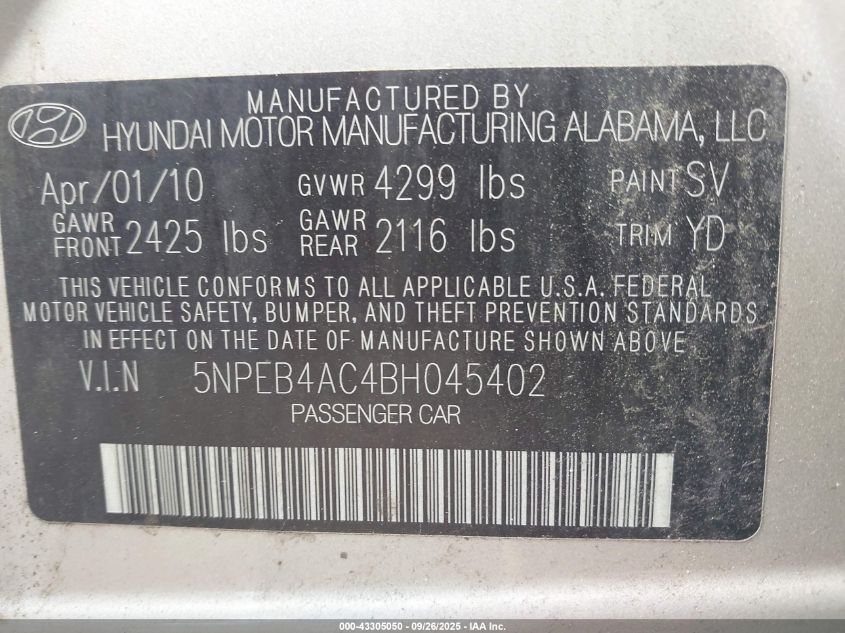 MANUFACTURED BY
HYUNDAI MOTOR MANUFACTURING ALABAMA, LLC
Apr/01/10 GVWR 4299 lbs PAINT SV
GAWR FRONT 2425 lbs GAWR REAR 2116 lbs TRIM YD
THIS VEHICLE CONFORMS TO ALL APPLICABLE U.S.A. FEDERAL
MOTOR VEHICLE SAFETY, BUMPER, AND THEFT PREVENTION STANDARDS
IN EFFECT ON THE DATE OF MANUFACTURE SHOWN ABOVE
V.I.N 5NPEB4AC4BH045402
PASSENGER CAR
000-43305050 - 09/26/2025 - IAA Inc.